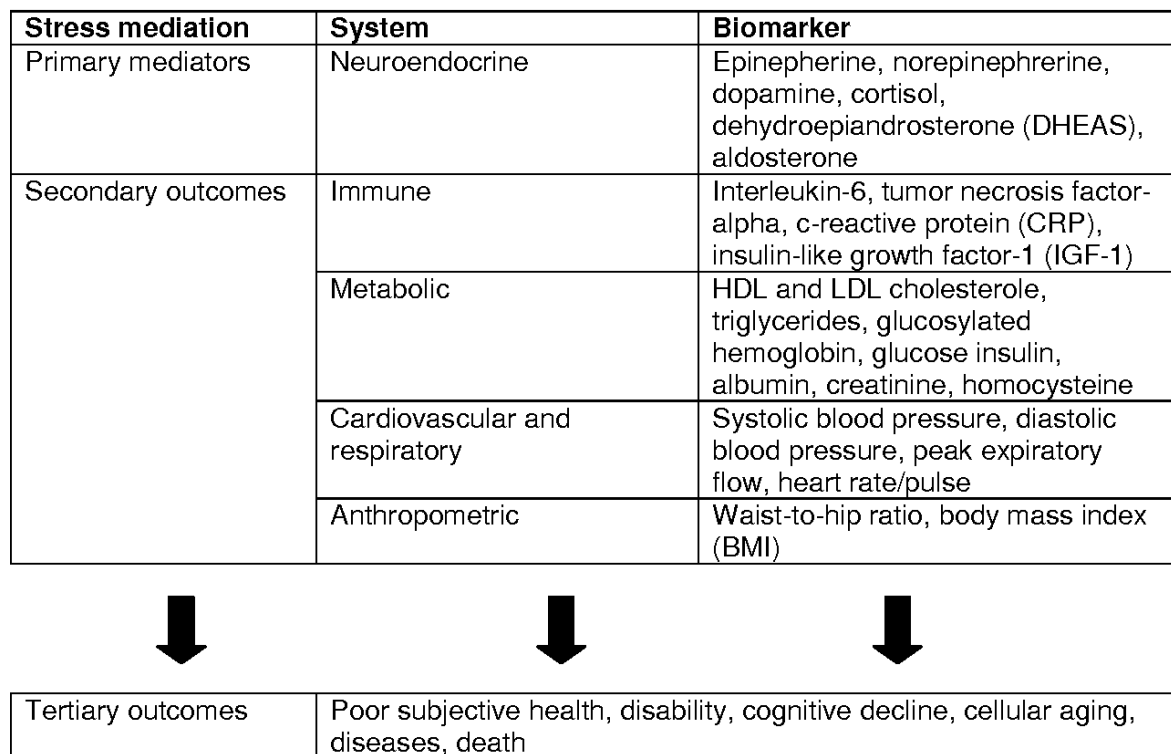 Stress mediation System Biomarker
Primary mediators Neuroendocrine Epinepherine, norepinephrerine,
dopamine, cortisol,
dehydroepiandrosterone (DHEAS),
aldosterone
Secondary outcomes Immune Interleukin-6, tumor necrosis factor-
alpha, c-reactive protein (CRP),
insulin-like growth factor-1 (IGF-1)
Metabolic HDL and LDL cholesterole,
triglycerides, glucosylated
hemoglobin, glucose insulin,
albumin, creatinine, homocysteine
Cardiovascular and Systolic blood pressure, diastolic
respiratory blood pressure, peak expiratory
flow, heart rate/pulse
Anthropometric Waist-to-hip ratio, body mass index
(BMI)
Tertiary outcomes Poor subjective health, disability, cognitive decline, cellular aging,
diseases, death